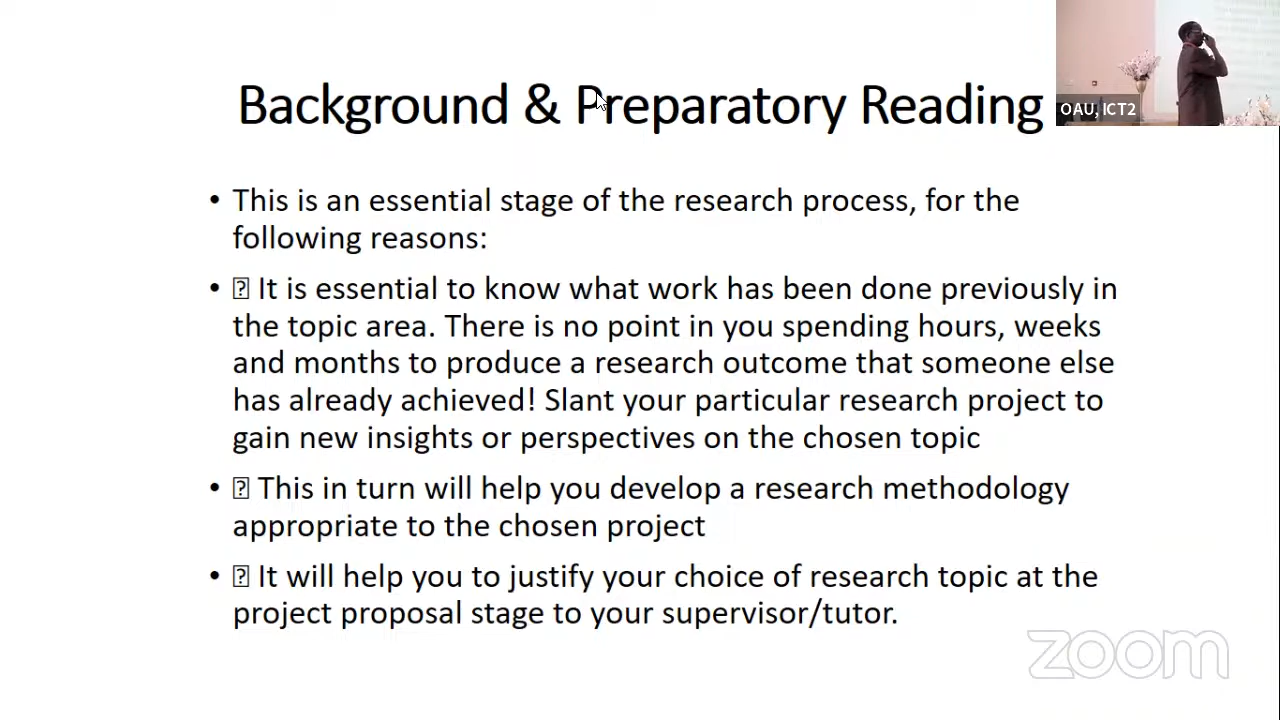 Background & Preparatory Reading
OAU, ICT2
• This is an essential stage of the research process, for the
following reasons:
• ⍰ It is essential to know what work has been done previously in
the topic area. There is no point in you spending hours, weeks
and months to produce a research outcome that someone else
has already achieved! Slant your particular research project to
gain new insights or perspectives on the chosen topic
• ⍰ This in turn will help you develop a research methodology
appropriate to the chosen project
• ⍰ It will help you to justify your choice of research topic at the
project proposal stage to your supervisor/tutor.
zoom